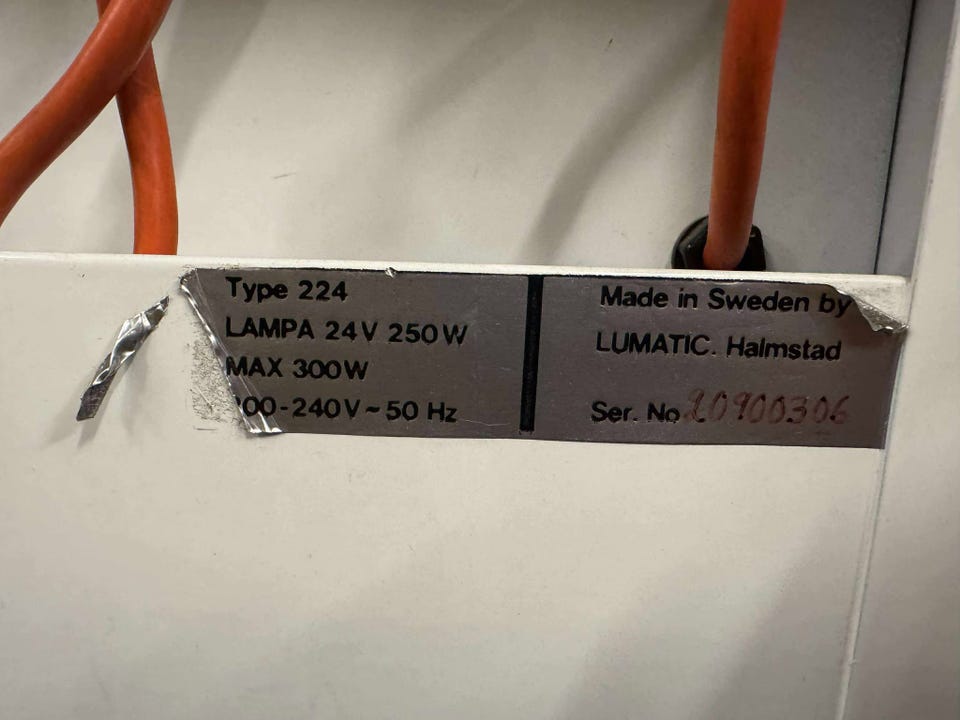 Type 224
LAMPA 24V 250W
MAX 300W
00-240V~50 Hz
Made in Sweden by
LUMATIC. Halmstad
Ser. No 20900306